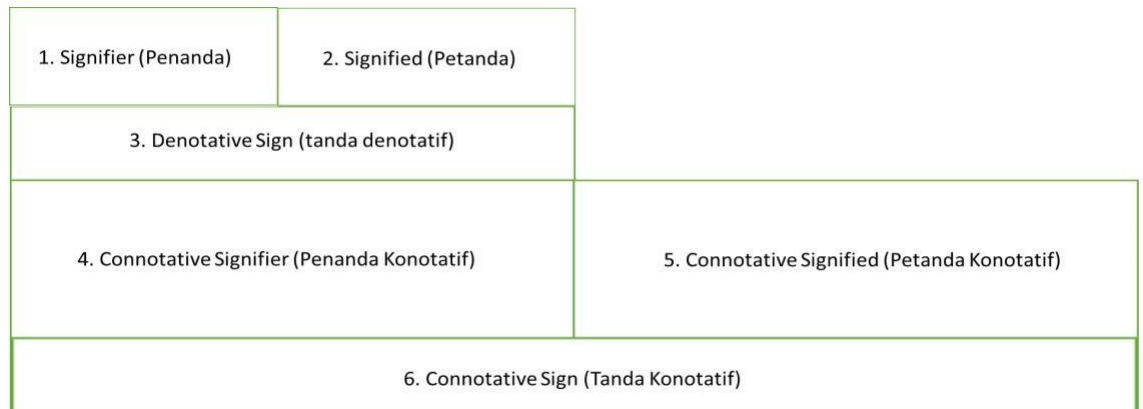 1. Signifier (Penanda)
2. Signified (Petanda)
3. Denotative Sign (tanda denotatif)
4. Connotative Signifier (Penanda Konotatif)
5. Connotative Signified (Petanda Konotatif)
6. Connotative Sign (Tanda Konotatif)